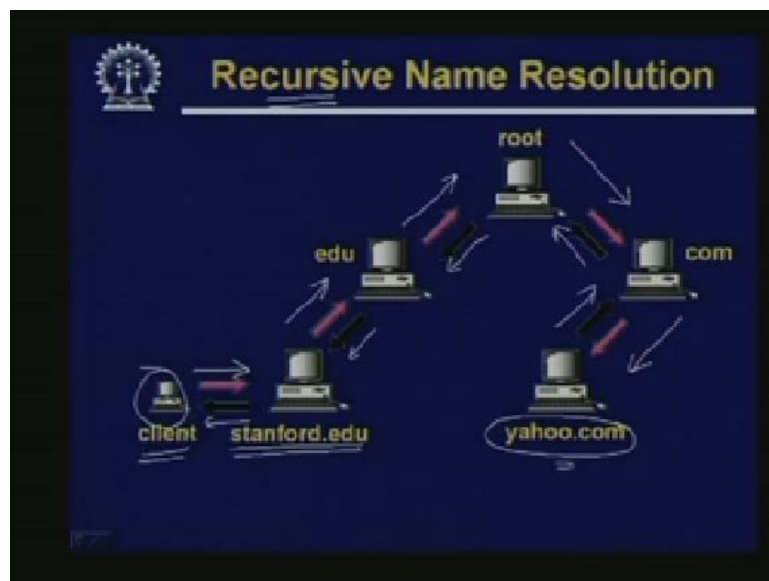 Recursive Name Resolution
root
edu
com
client
stanford.edu
yahoo.com